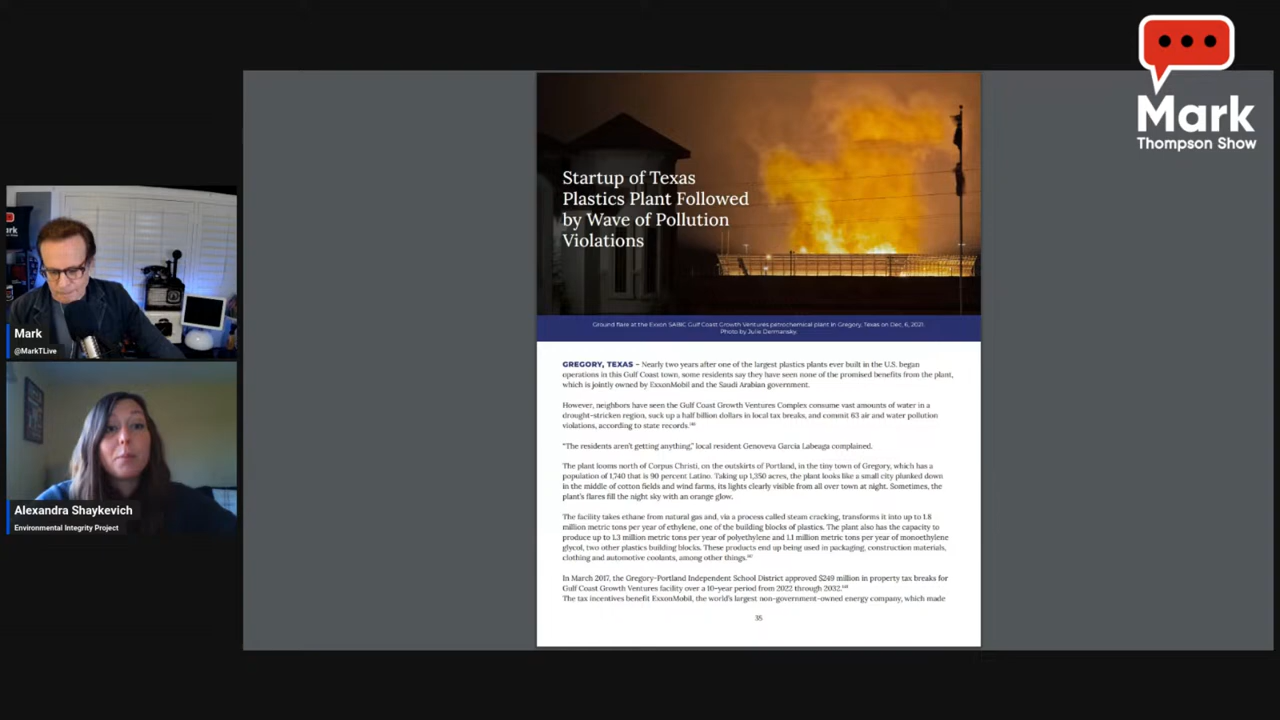 Mark
Thompson Show
Startup of Texas
Plastics Plant Followed
by Wave of Pollution
Violations
Ground flare at the Exxon SABIC Gulf Coast Growth Ventures petrochemical plant in Gregory, Texas on Dec, 6, 2021.
Photo by Julie Dermansky.
GREGORY, TEXAS – Nearly two years after one of the largest plastics plants ever built in the U.S. began
operations in this Gulf Coast town, some residents say they have seen none of the promised benefits from the plant,
which is jointly owned by ExxonMobil and the Saudi Arabian government.
However, neighbors have seen the Gulf Coast Growth Ventures Complex consume vast amounts of water in a
drought-stricken region, suck up a half billion dollars in local tax breaks, and commit 63 air and water pollution
violations, according to state records.
“The residents aren’t getting anything,” local resident Genoveva Garcia Labeaga complained.
The plant looms north of Corpus Christi, on the outskirts of Portland, in the tiny town of Gregory, which has a
population of 1,740 that is 90 percent Latino. Taking up 1,350 acres, the plant looks like a small city plunked down
in the middle of cotton fields and wind farms, its lights clearly visible from all over town at night. Sometimes, the
plant’s flares fill the night sky with an orange glow.
The facility takes ethane from natural gas and, via a process called steam cracking, transforms it into up to 1.8
million metric tons per year of ethylene, one of the building blocks of plastics. The plant also has the capacity to
produce up to 1.3 million metric tons per year of polyethylene and 1.1 million metric tons per year of monoethylene
glycol, two other plastics building blocks. These products end up being used in packaging, construction materials,
clothing and automotive coolants, among other things.
In March 2017, the Gregory-Portland Independent School District approved $249 million in property tax breaks for
Gulf Coast Growth Ventures facility over a 10-year period from 2022 through 2032.
The tax incentives benefit ExxonMobil, the world’s largest non-government-owned energy company, which made
35
Mark
@MarkTLive
Alexandra Shaykevich
Environmental Integrity Project